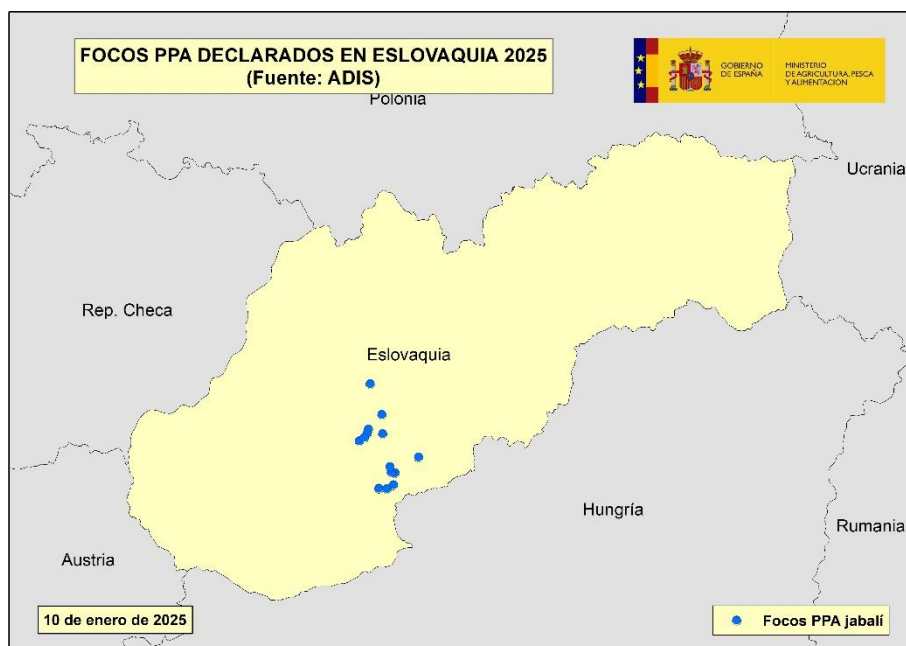 FOCOS PPA DECLARADOS EN ESLOVAQUIA 2025
(Fuente: ADIS)
GOBIERNO
DE ESPAÑA
MINISTERIO
DE AGRICULTURA, PESCA
Y ALIMENTACIÓN
Polonia
Ucrania
Rep. Checa
Eslovaquia
Hungría
Rumania
Austria
10 de enero de 2025
Focos PPA jabalí